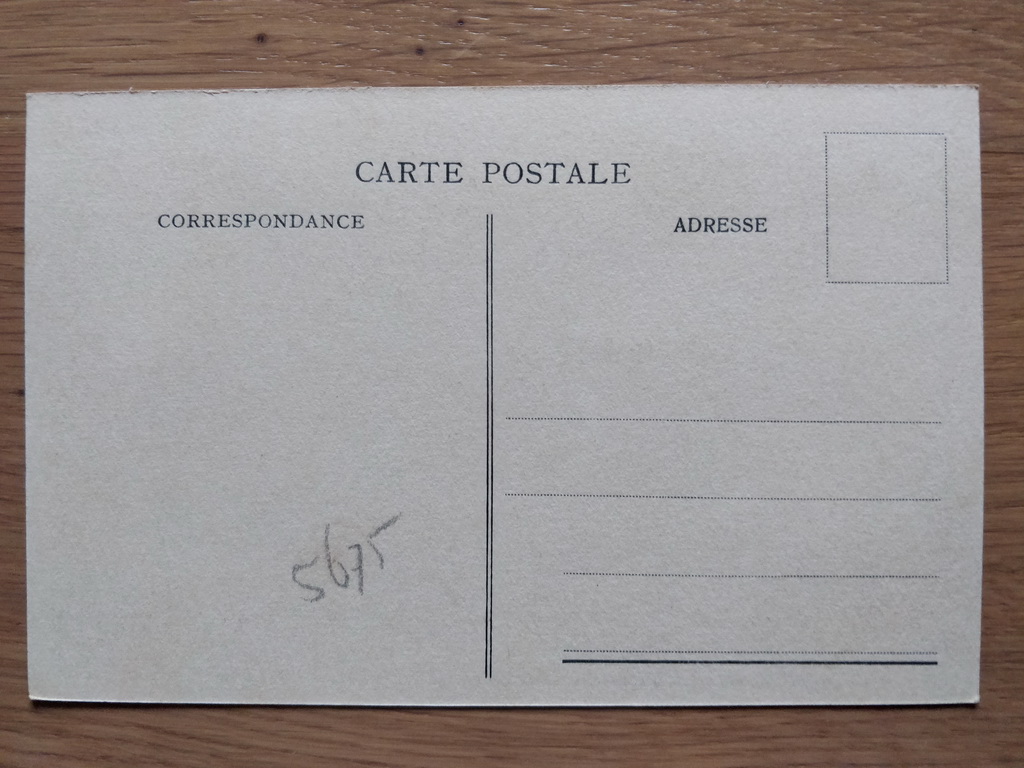 CARTE POSTALE
CORRESPONDANCE
ADRESSE
5675